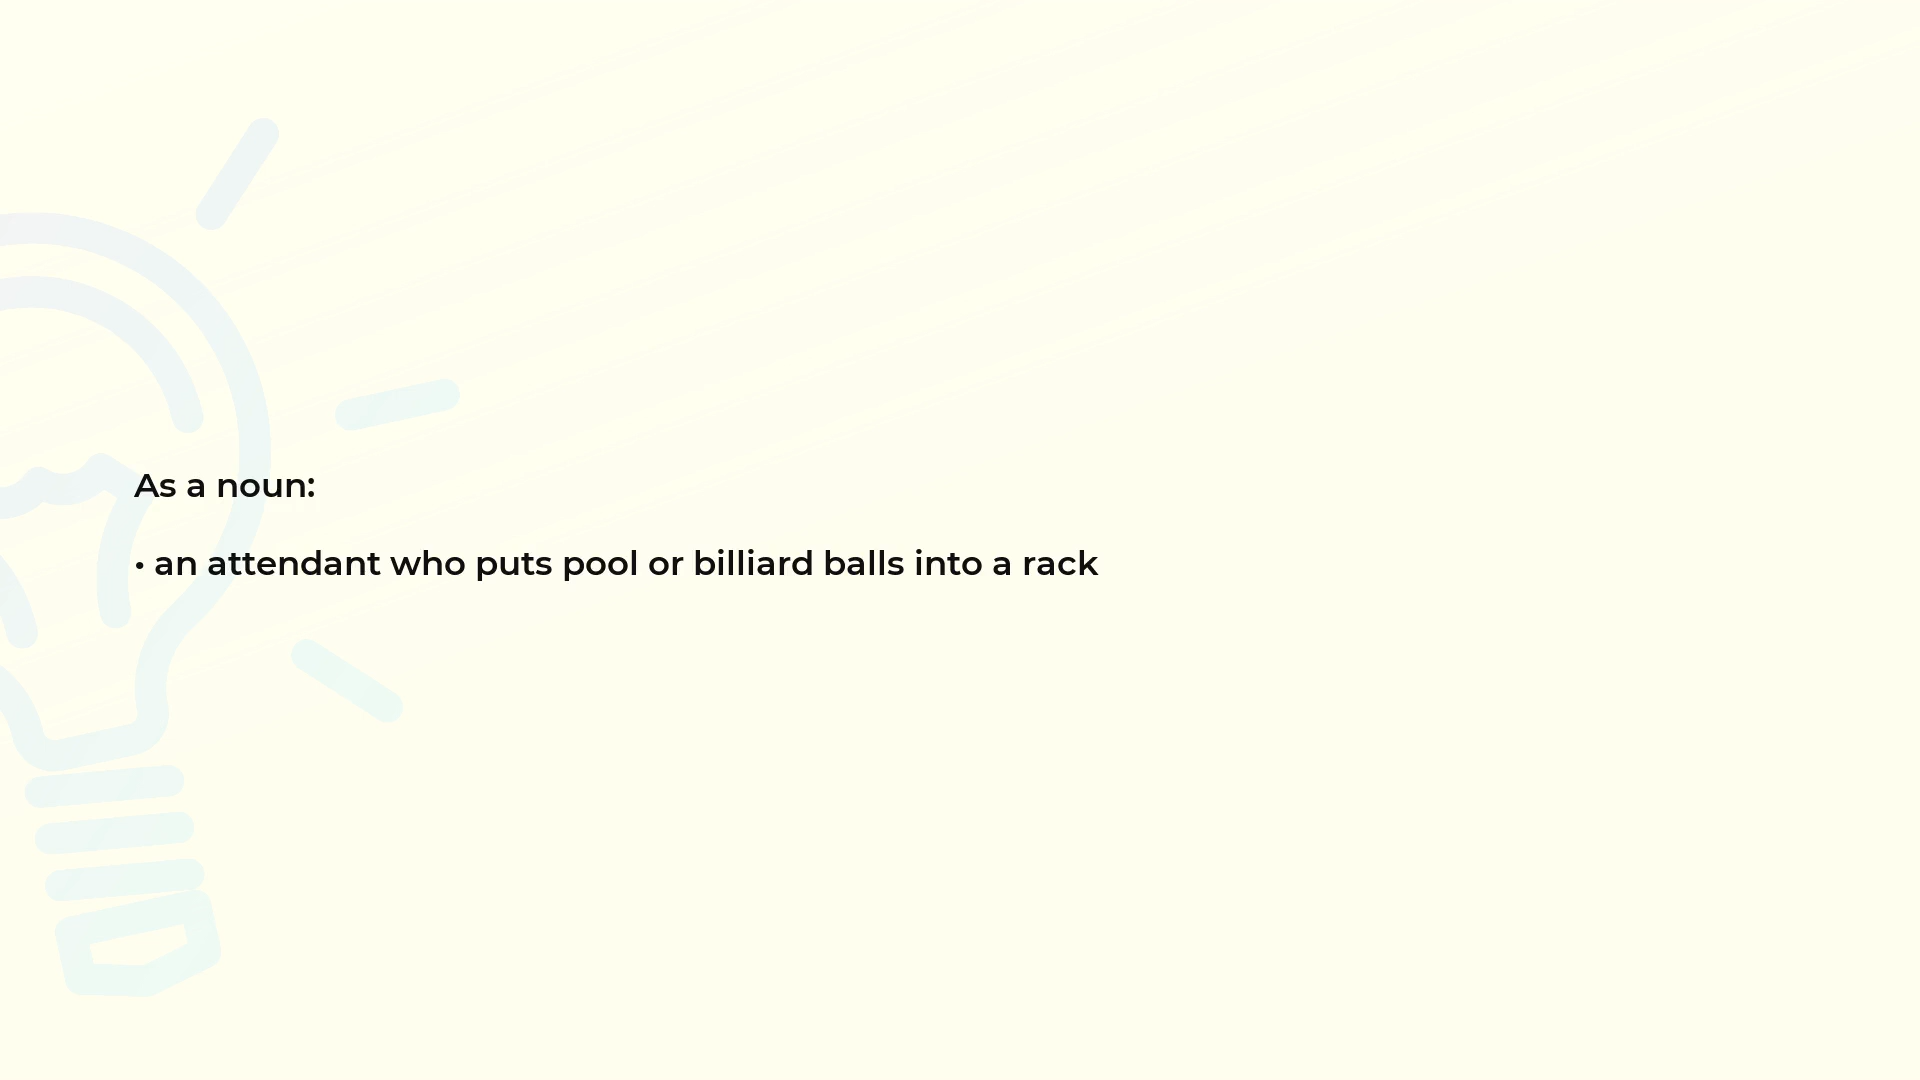 As a noun:
• an attendant who puts pool or billiard balls into a rack